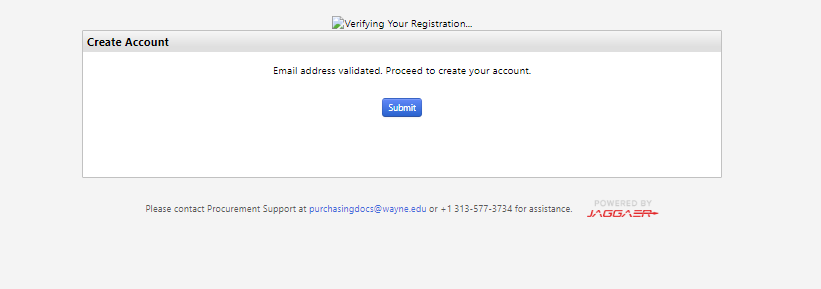 Verifying Your Registration...
Create Account
Email address validated. Proceed to create your account.
Submit
Please contact Procurement Support at purchasingdocs@wayne.edu or +1 313-577-3734 for assistance.
POWERED BY
JAGGAER